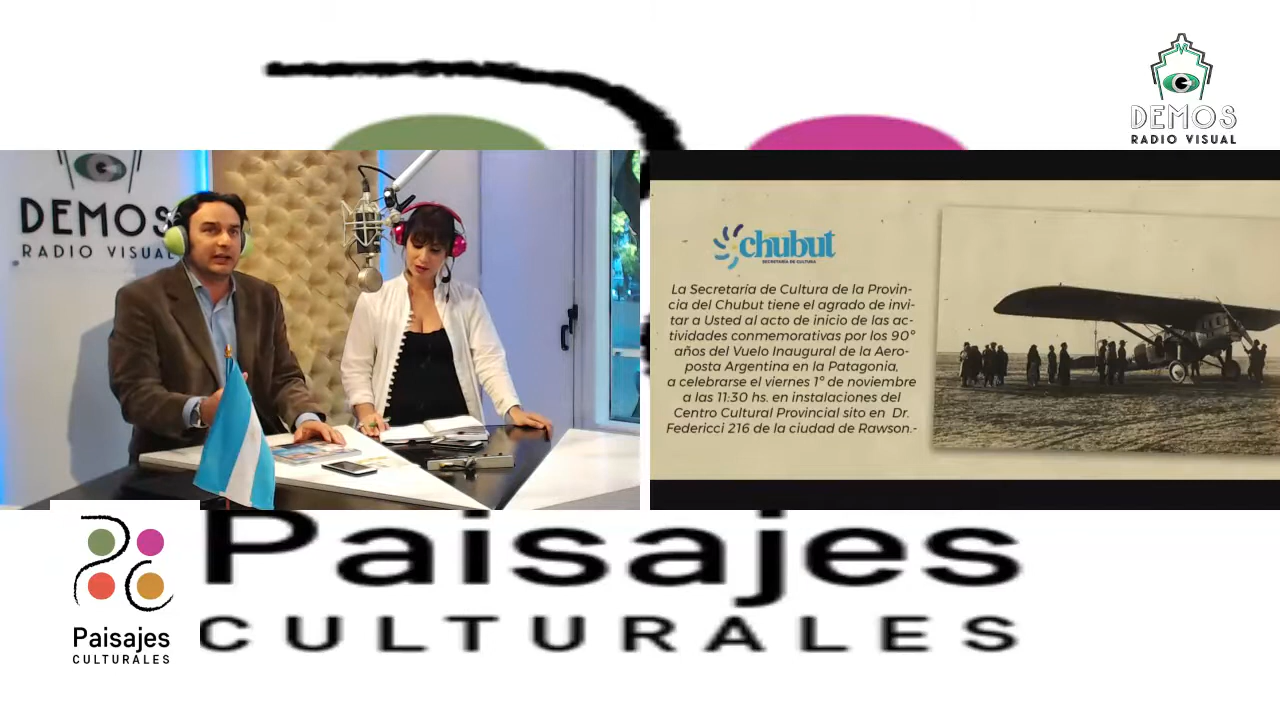 DEMOS
RADIO VISUAL
DEMOS
RADIO VISUAL
chubut
SECRETARÍA DE CULTURA
La Secretaría de Cultura de la Provin-
cia del Chubut tiene el agrado de invi-
tar a Usted al acto de inicio de las ac-
tividades conmemorativas por los 90º
años del Vuelo Inaugural de la Aero-
posta Argentina en la Patagonia,
a celebrarse el viernes 1º de noviembre
a las 11:30 hs. en instalaciones del
Centro Cultural Provincial sito en Dr.
Federicci 216 de la ciudad de Rawson.-
Paisajes
CULTURALES
Paisajes
CULTURALES